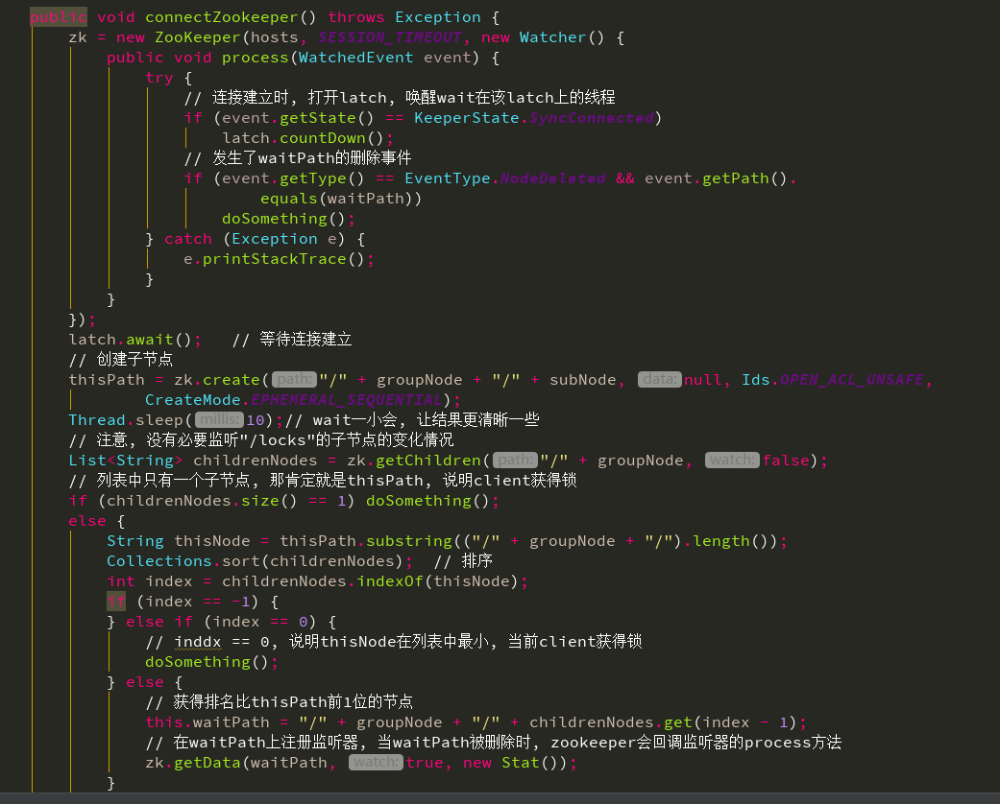 public void connectZookeeper() throws Exception {
zk = new ZooKeeper(hosts, SESSION_TIMEOUT, new Watcher() {
public void process(WatchedEvent event) {
try {
// 连接建立时, 打开latch, 唤醒wait在该latch上的线程
if (event.getState() == KeeperState.SyncConnected)
latch.countDown();
// 发生了waitPath的删除事件
if (event.getType() == EventType.NodeDeleted && event.getPath().
equals(waitPath))
doSomething();
} catch (Exception e) {
e.printStackTrace();
}
}
});
latch.await(); // 等待连接建立
// 创建子节点
thisPath = zk.create( path: "/" + groupNode + "/" + subNode, data: null, Ids.OPEN_ACL_UNSAFE,
CreateMode.EPHEMERAL_SEQUENTIAL);
Thread.sleep( millis: 10);// wait一小会, 让结果更清晰一些
// 注意, 没有必要监听"/locks"的子节点的变化情况
List<String> childrenNodes = zk.getChildren( path: "/" + groupNode, watch: false);
// 列表中只有一个子节点, 那肯定就是thisPath, 说明client获得锁
if (childrenNodes.size() == 1) doSomething();
else {
String thisNode = thisPath.substring(("/" + groupNode + "/").length());
Collections.sort(childrenNodes); // 排序
int index = childrenNodes.indexOf(thisNode);
if (index == -1) {
} else if (index == 0) {
// inddx == 0, 说明thisNode在列表中最小, 当前client获得锁
doSomething();
} else {
// 获得排名比thisPath前1位的节点
this.waitPath = "/" + groupNode + "/" + childrenNodes.get(index - 1);
// 在waitPath上注册监听器, 当waitPath被删除时, zookeeper会回调监听器的process方法
zk.getData(waitPath, watch: true, new Stat());
}